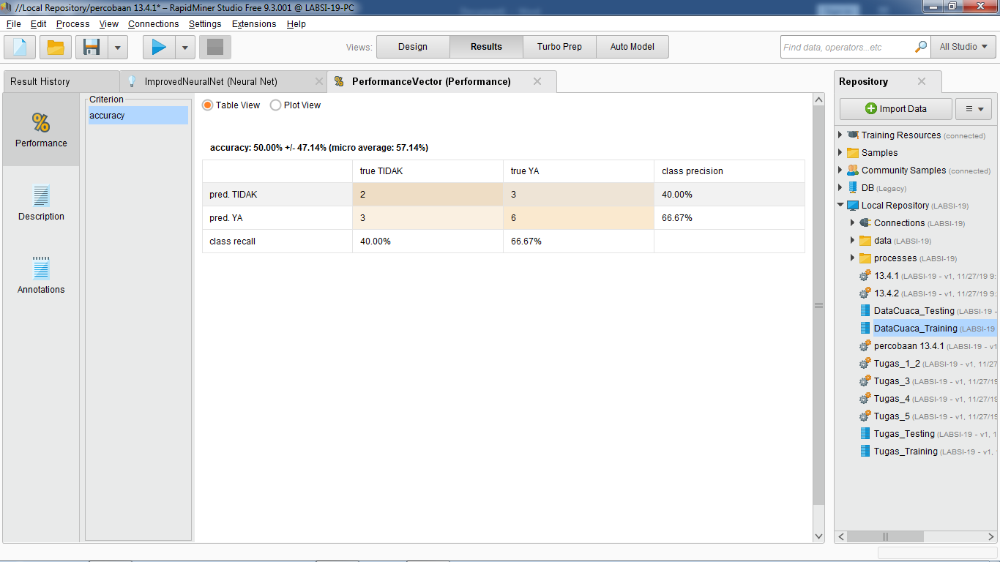 //Local Repository/percobaan 13.4.1* – RapidMiner Studio Free 9.3.001 @ LABSI-19-PC
File Edit Process View Connections Settings Extensions Help
Views: Design Results Turbo Prep Auto Model Find data, operators...etc All Studio
Result History ImprovedNeuralNet (Neural Net) PerformanceVector (Performance) Repository
Criterion
accuracy
Performance
Description
Annotations
Table View Plot View
accuracy: 50.00% +/- 47.14% (micro average: 57.14%)
true TIDAK true YA class precision
pred. TIDAK 2 3 40.00%
pred. YA 3 6 66.67%
class recall 40.00% 66.67%
Import Data
Training Resources (connected)
Samples
Community Samples (connected)
DB (Legacy)
Local Repository (LABSI-19)
Connections (LABSI-19)
data (LABSI-19)
processes (LABSI-19)
13.4.1 (LABSI-19 - v1, 11/27/19 9:
13.4.2 (LABSI-19 - v1, 11/27/19 9:
DataCuaca_Testing (LABSI-19 -
DataCuaca_Training (LABSI-19
percobaan 13.4.1 (LABSI-19 - v1
Tugas_1_2 (LABSI-19 - v1, 11/27
Tugas_3 (LABSI-19 - v1, 11/27/19
Tugas_4 (LABSI-19 - v1, 11/27/19
Tugas_5 (LABSI-19 - v1, 11/27/19
Tugas_Testing (LABSI-19 - v1, 1
Tugas_Training (LABSI-19 - v1,